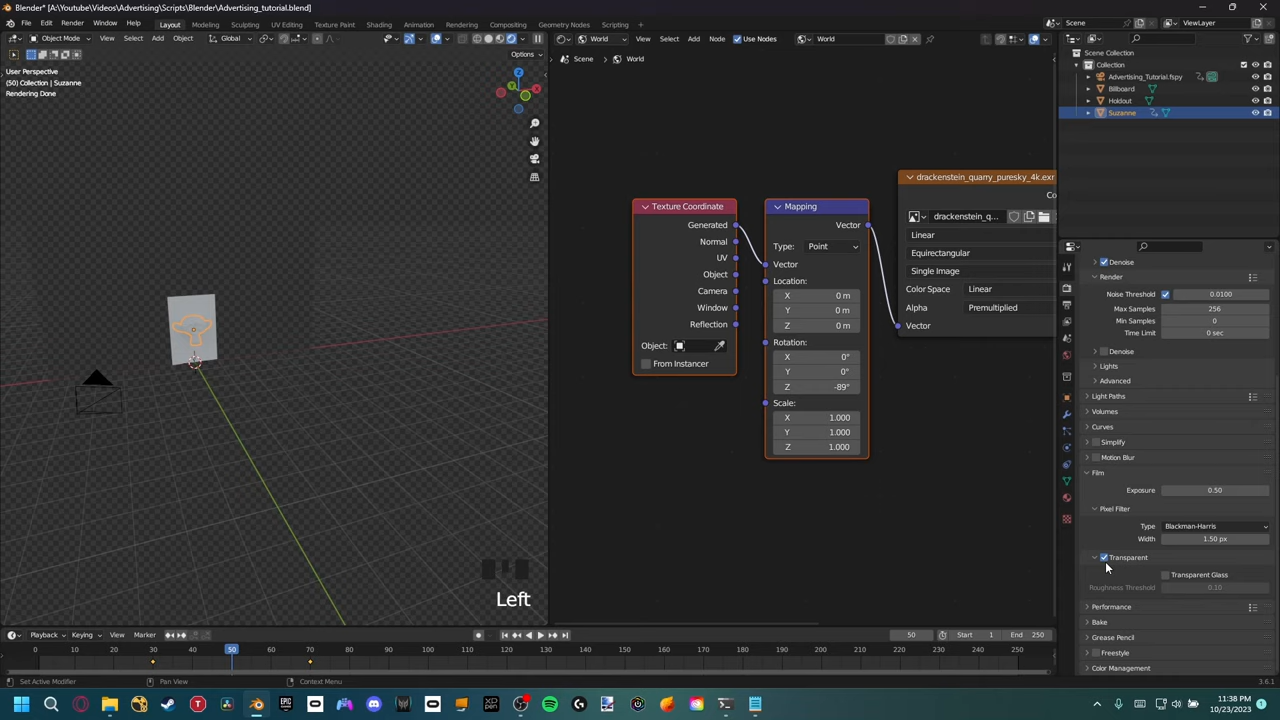 Blender* [A:\Youtube\Videos\Advertising\Scripts\Blender\Advertising_tutorial.blend]
File Edit Render Window Help Layout Modeling Sculpting UV Editing Texture Paint Shading Animation Rendering Compositing Geometry Nodes Scripting + Scene ViewLayer
Object Mode View Select Add Object Global
Options
User Perspective
(50) Collection | Suzanne
Rendering Done
Z
Y
X
World View Select Add Node Use Nodes World
Scene > World
Texture Coordinate
Generated
Normal
UV
Object
Camera
Window
Reflection
Object:
From Instancer
Mapping
Vector
Type: Point
Vector
Location:
X 0 m
Y 0 m
Z 0 m
Rotation:
X 0°
Y 0°
Z -89°
Scale:
X 1.000
Y 1.000
Z 1.000
drackenstein_quarry_puresky_4k.exr
Co
drackenstein_q...
Linear
Equirectangular
Single Image
Color Space Linear
Alpha Premultiplied
Vector
Left
Scene Collection
Collection
Advertising_Tutorial.fspy
Billboard
Holdout
Suzanne
Denoise
Render
Noise Threshold 0.0100
Max Samples 256
Min Samples 0
Time Limit 0 sec
Denoise
Lights
Advanced
Light Paths
Volumes
Curves
Simplify
Motion Blur
Film
Exposure 0.50
Pixel Filter
Type Blackman-Harris
Width 1.50 px
Transparent
Transparent Glass
Roughness Threshold 0.10
Performance
Bake
Grease Pencil
Freestyle
Color Management
Playback Keying View Marker 50 Start 1 End 250
0 10 20 30 40 50 60 70 80 90 100 110 120 130 140 150 160 170 180 190 200 210 220 230 240 250
Set Active Modifier Pan View Context Menu 3.6.1
11:38 PM
10/23/2023